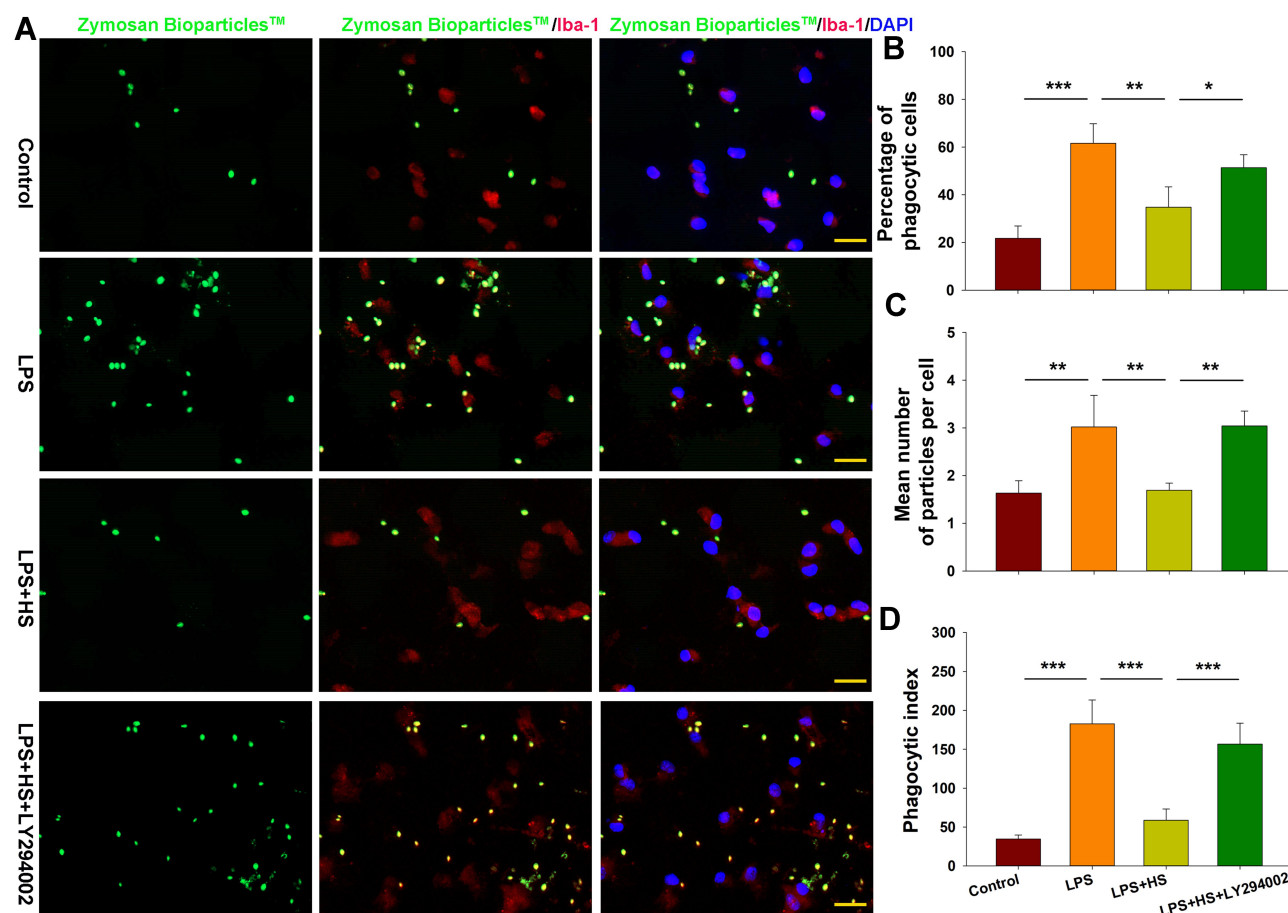 A
Zymosan Bioparticles™
Zymosan Bioparticles™/Iba-1
Zymosan Bioparticles™/Iba-1/DAPI
Control
LPS
LPS+HS
LPS+HS+LY294002
B
Percentage of
phagocytic cells
100
80
60
40
20
0
***
**
*
C
Mean number
of particles per cell
5
4
3
2
1
0
**
**
**
D
Phagocytic index
300
250
200
150
100
50
0
***
***
***
Control
LPS
LPS+HS
LPS+HS+LY294002